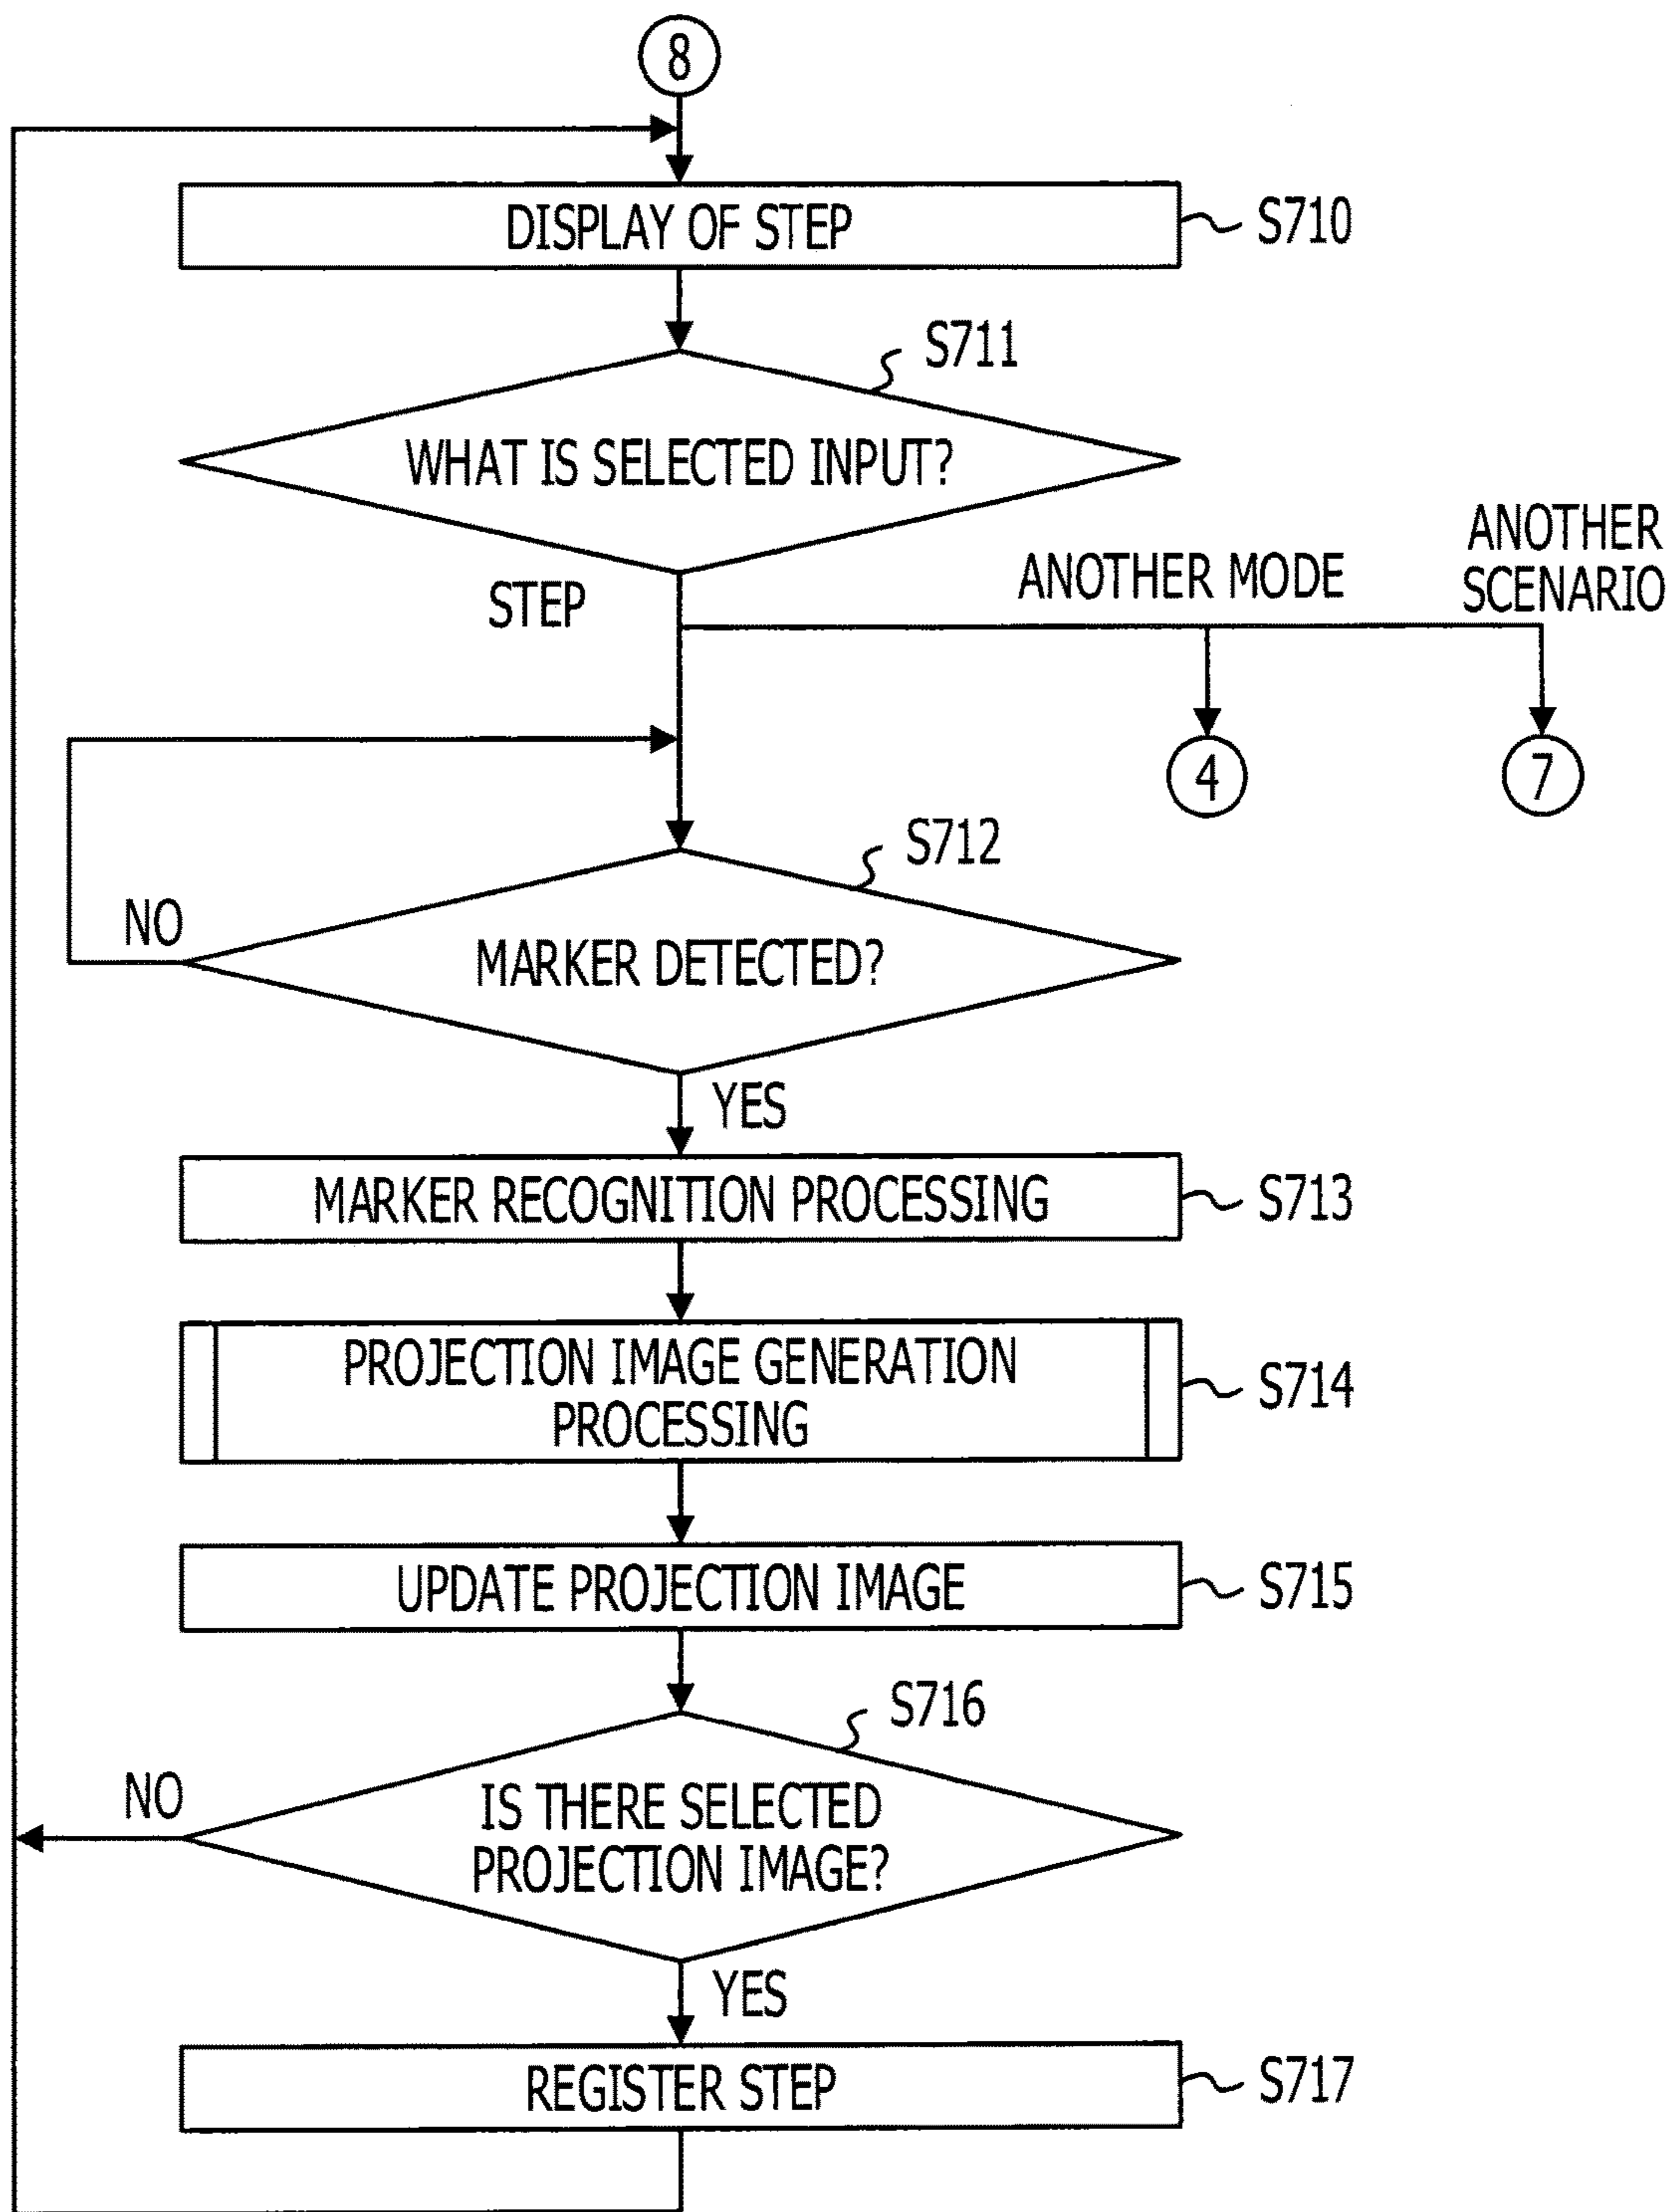 8
DISPLAY OF STEP
S710
S711
WHAT IS SELECTED INPUT?
STEP
ANOTHER MODE
ANOTHER
SCENARIO
4
7
S712
NO
MARKER DETECTED?
YES
MARKER RECOGNITION PROCESSING
S713
PROJECTION IMAGE GENERATION
PROCESSING
S714
UPDATE PROJECTION IMAGE
S715
S716
NO
IS THERE SELECTED
PROJECTION IMAGE?
YES
REGISTER STEP
S717